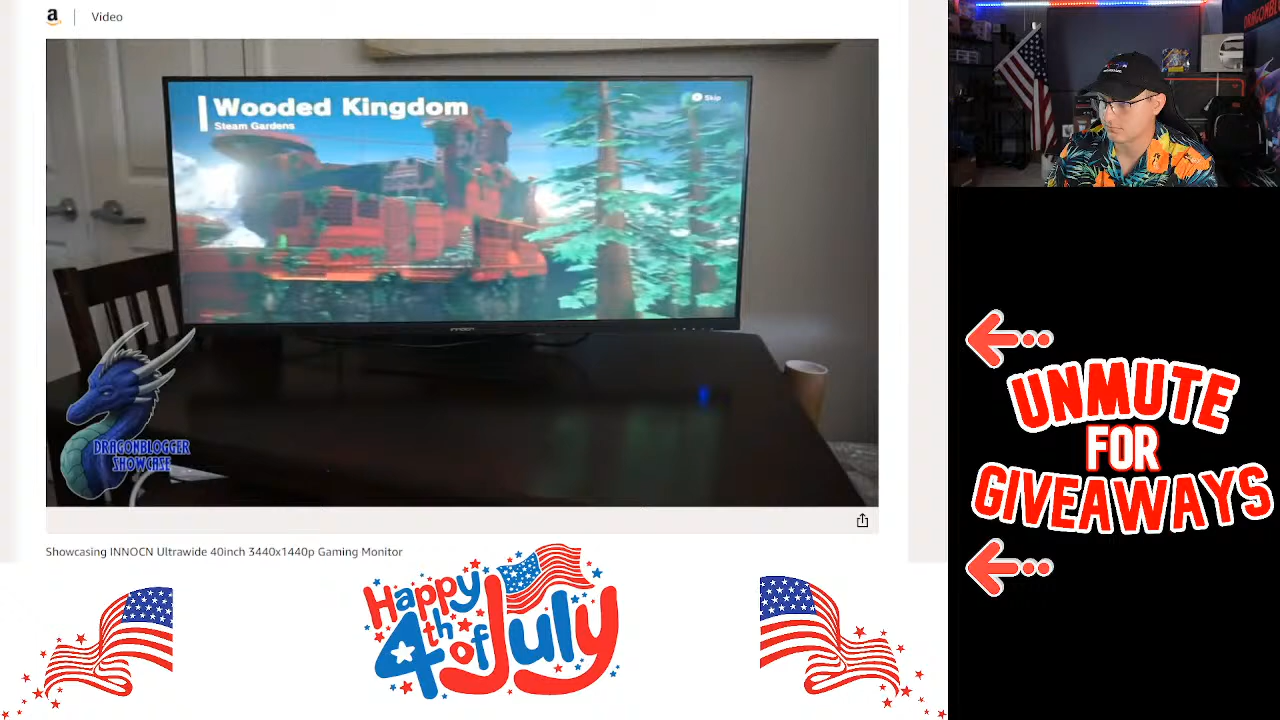 Video
Wooded Kingdom
Steam Gardens
Skip
INNOCN
DRAGONBLOGGER
SHOWCASE
Showcasing INNOCN Ultrawide 40inch 3440x1440p Gaming Monitor
Happy
4th of July
UNMUTE
FOR
GIVEAWAYS